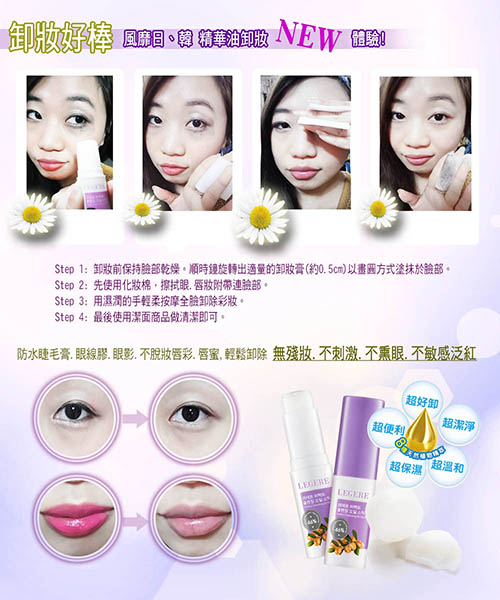 卸妝好棒 風靡日、韓 精華油卸妝 NEW 體驗!
Step 1: 卸妝前保持臉部乾燥。順時鐘旋轉出適量的卸妝膏(約0.5cm)以畫圓方式塗抹於臉部。
Step 2: 先使用化妝棉，擦拭眼.唇妝附帶連臉部。
Step 3: 用濕潤的手輕柔按摩全臉卸除彩妝。
Step 4: 最後使用潔面商品做清潔即可。
防水睫毛膏.眼線膠.眼影.不脫妝唇彩.唇蜜,輕鬆卸除 無殘妝.不刺激.不熏眼.不敏感泛紅
超好卸
超便利
超潔淨
超保濕
超溫和
LEGERE
LEGERE